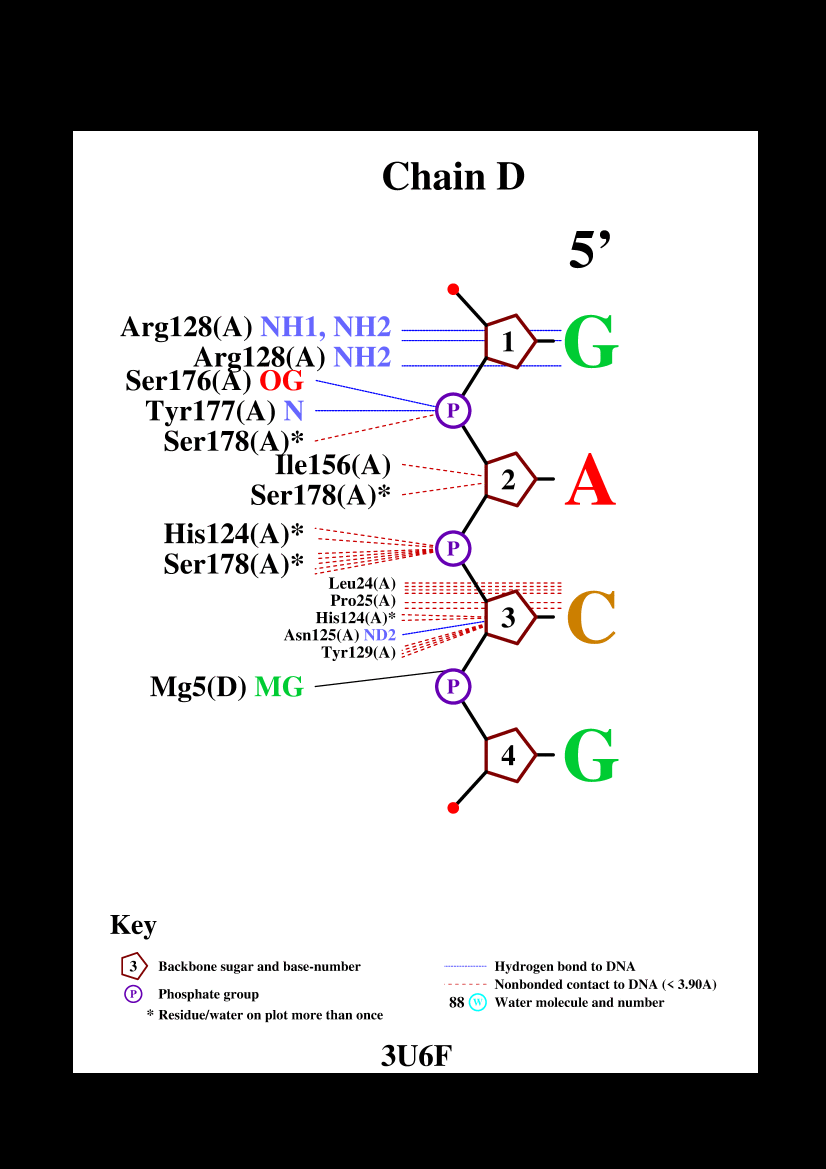 Chain D
5’
Arg128(A) NH1, NH2
1
G
Arg128(A) NH2
Ser176(A) OG
Tyr177(A) N
P
Ser178(A)*
Ile156(A)
2
A
Ser178(A)*
His124(A)*
P
Ser178(A)*
Leu24(A)
Pro25(A)
His124(A)*
3
C
Asn125(A) ND2
Tyr129(A)
Mg5(D) MG
P
4
G
Key
3 Backbone sugar and base-number
P Phosphate group
* Residue/water on plot more than once
Hydrogen bond to DNA
Nonbonded contact to DNA (< 3.90A)
88 W Water molecule and number
3U6F